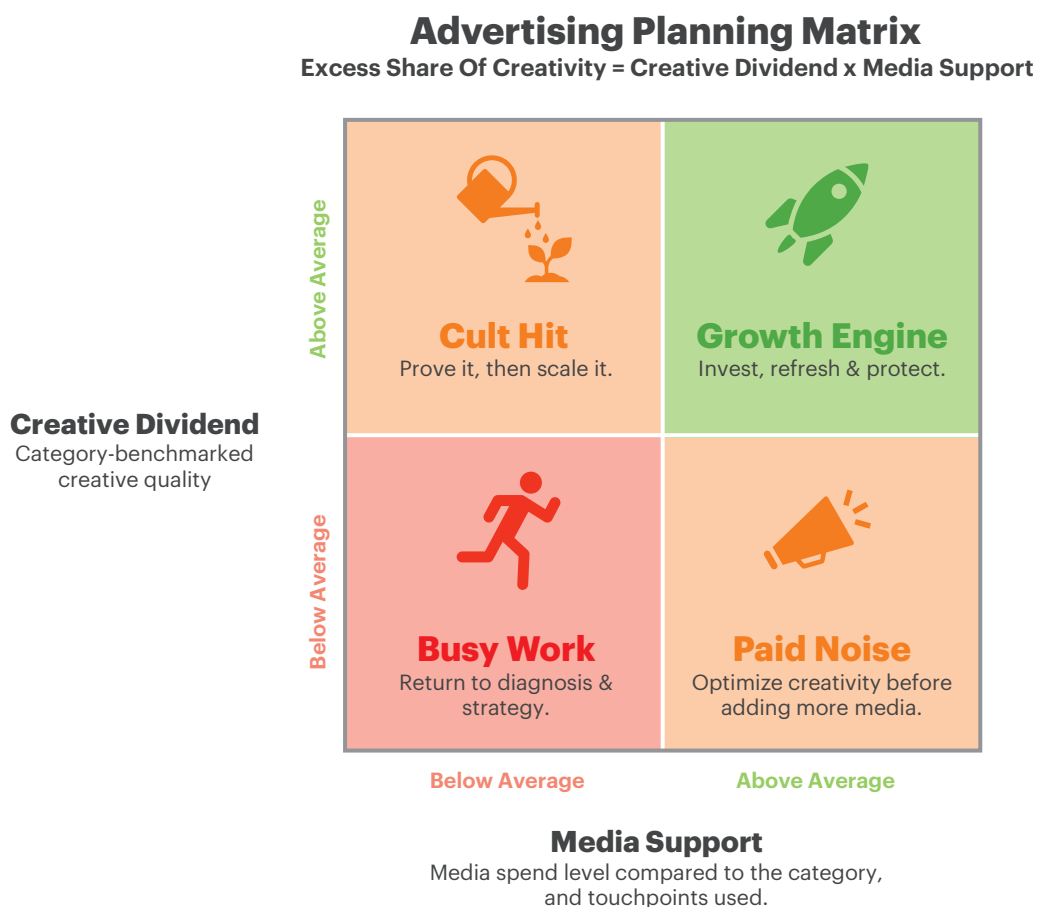 Advertising Planning Matrix
Excess Share Of Creativity = Creative Dividend x Media Support
Above Average
Cult Hit
Prove it, then scale it.
Growth Engine
Invest, refresh & protect.
Creative Dividend
Category-benchmarked
creative quality
Below Average
Busy Work
Return to diagnosis &
strategy.
Paid Noise
Optimize creativity before
adding more media.
Below Average
Above Average
Media Support
Media spend level compared to the category,
and touchpoints used.